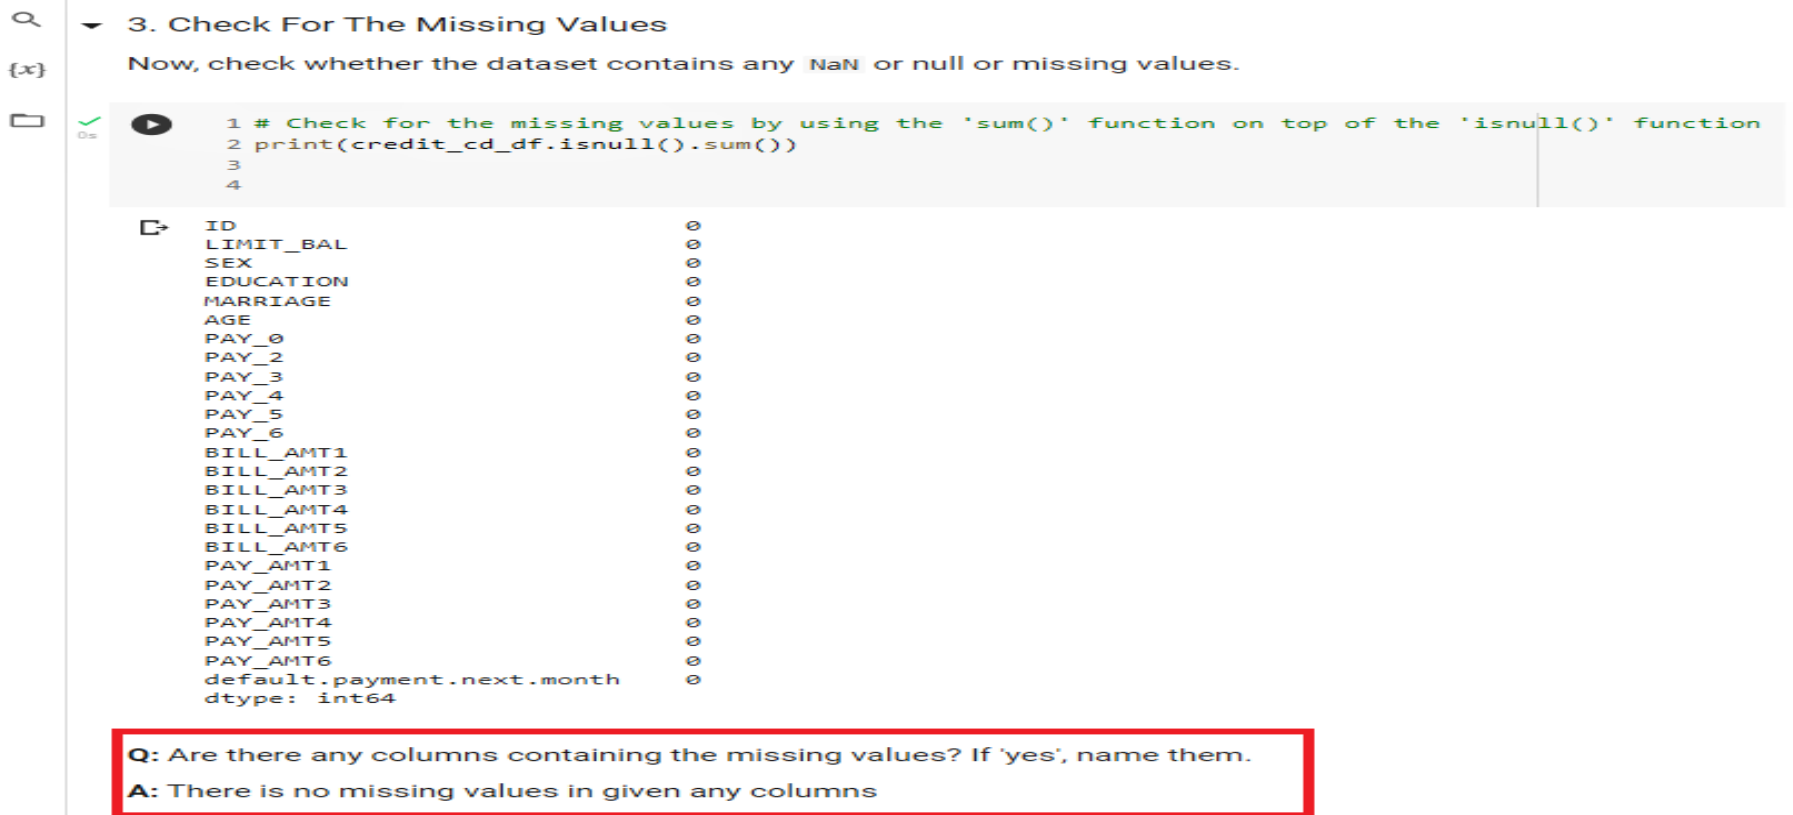 3. Check For The Missing Values
{x} Now, check whether the dataset contains any NaN or null or missing values.
1 # Check for the missing values by using the 'sum()' function on top of the 'isnull()' function
0s
2 print(credit_cd_df.isnull().sum())
3
4
ID 0
LIMIT_BAL 0
SEX 0
EDUCATION 0
MARRIAGE 0
AGE 0
PAY_0 0
PAY_2 0
PAY_3 0
PAY_4 0
PAY_5 0
PAY_6 0
BILL_AMT1 0
BILL_AMT2 0
BILL_AMT3 0
BILL_AMT4 0
BILL_AMT5 0
BILL_AMT6 0
PAY_AMT1 0
PAY_AMT2 0
PAY_AMT3 0
PAY_AMT4 0
PAY_AMT5 0
PAY_AMT6 0
default.payment.next.month 0
dtype: int64
Q: Are there any columns containing the missing values? If 'yes', name them.
A: There is no missing values in given any columns